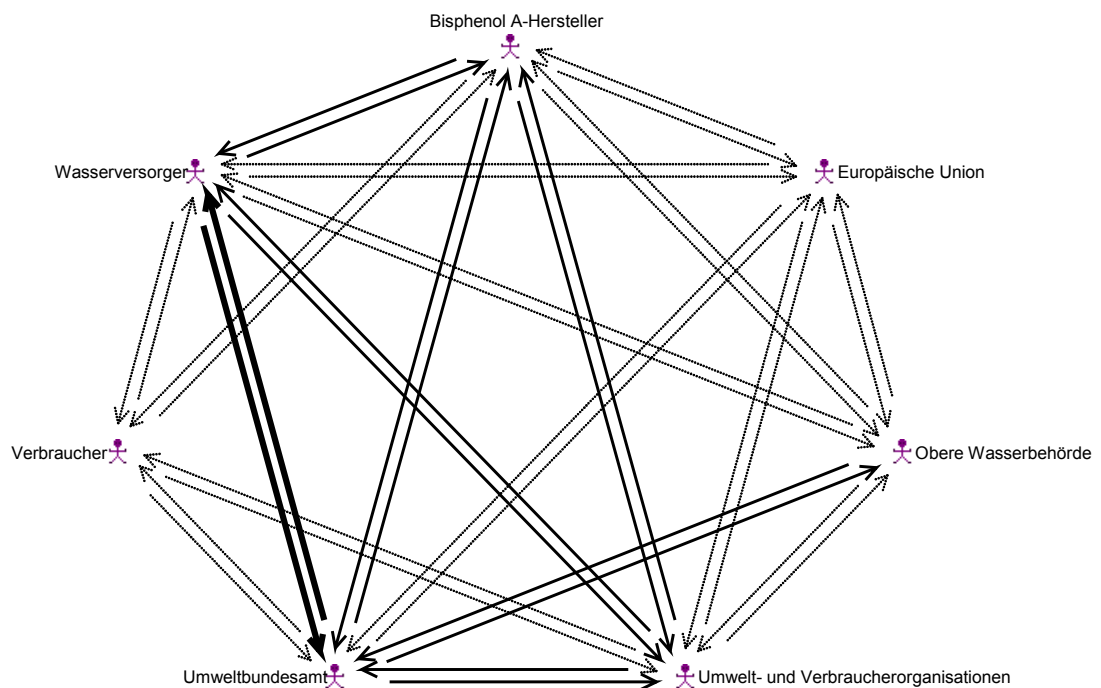 Bisphenol A-Hersteller
Wasserversorger
Europäische Union
Verbraucher
Obere Wasserbehörde
Umweltbundesamt
Umwelt- und Verbraucherorganisationen